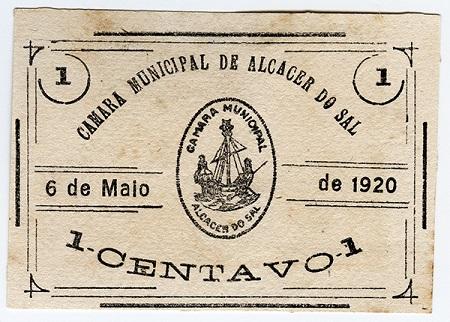 1 1
CAMARA MUNICIPAL DE ALCACER DO SAL
CAMARA MUNICIPAL
ALCACER DO SAL
6 de Maio de 1920
1-CENTAVO-1